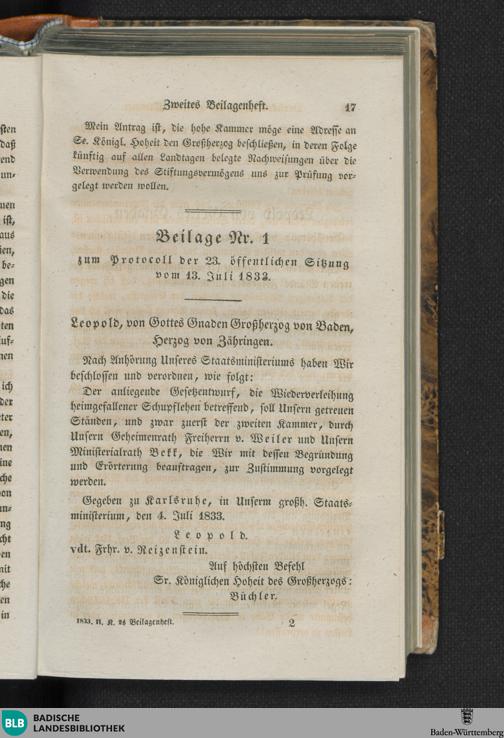 Zweites Beilagenheft. 17
Mein Antrag ist, die hohe Kammer möge eine Adresse an
Se. Königl. Hoheit den Großherzog beschließen, in deren Folge
künftig auf allen Landtagen belegte Nachweisungen über die
Verwendung des Stiftungsvermögens uns zur Prüfung vor-
gelegt werden wollen.
Beilage Nr. 1
zum Protocoll der 23. öffentlichen Sitzung
vom 13. Juli 1833.
Leopold, von Gottes Gnaden Großherzog von Baden,
Herzog von Zähringen.
Nach Anhörung Unseres Staatsministeriums haben Wir
beschlossen und verordnen, wie folgt:
Der anliegende Gesetzentwurf, die Wiederverleihung
heimgefallener Schupflehen betreffend, soll Unsern getreuen
Ständen, und zwar zuerst der zweiten Kammer, durch
Unsern Geheimenrath Freiherrn v. Weiler und Unsern
Ministerialrath Bekk, die Wir mit dessen Begründung
und Erörterung beauftragen, zur Zustimmung vorgelegt
werden.
Gegeben zu Karlsruhe, in Unserm großh. Staats-
ministerium, den 4. Juli 1833.
Leopold.
vdt. Frhr. v. Reizenstein.
Auf höchsten Befehl
Sr. Königlichen Hoheit des Großherzogs:
Büchler.
1833. II. K. 2s Beilagenheft. 2
BLB BADISCHE
LANDESBIBLIOTHEK
Baden-Württemberg